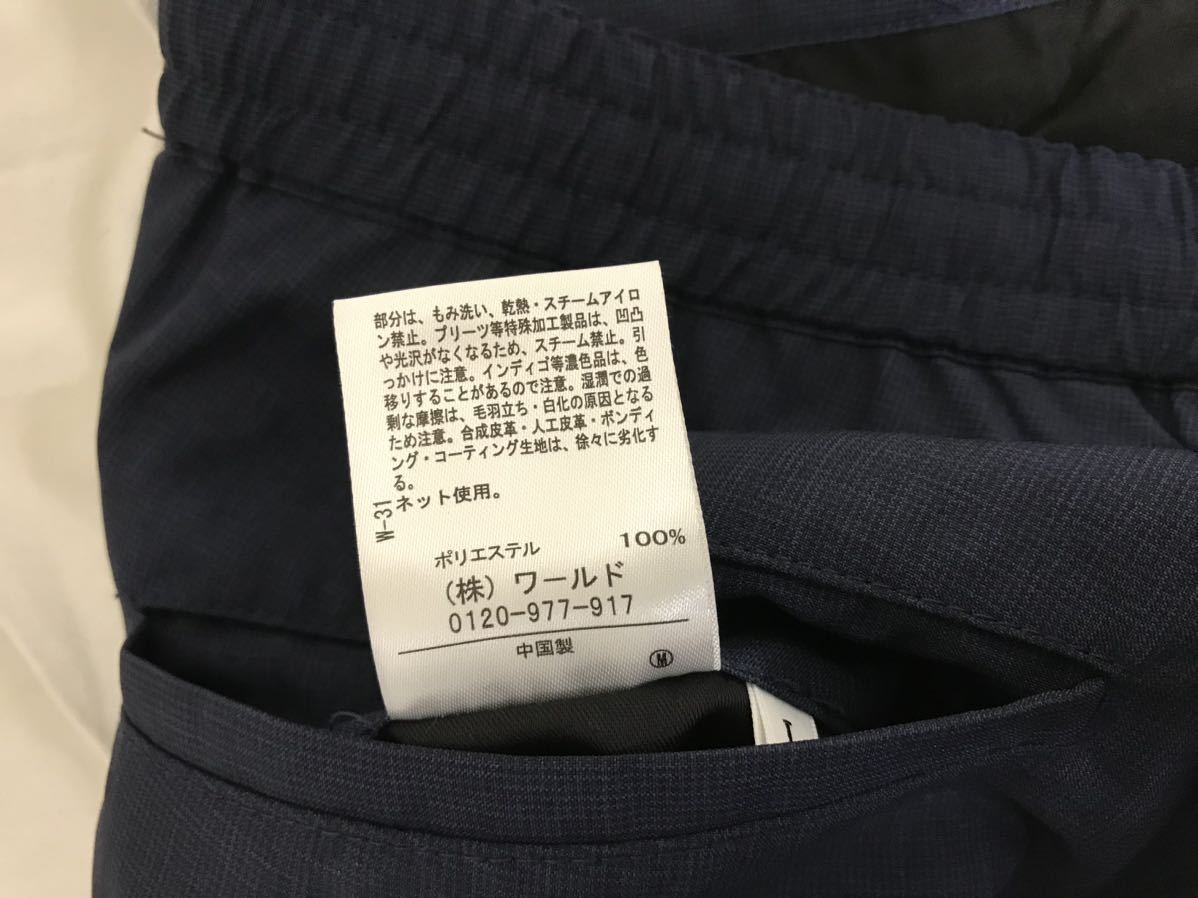 部分は、もみ洗い、乾熱・スチームアイロ
ン禁止。プリーツ等特殊加工製品は、凹凸
や光沢がなくなるため、スチーム禁止。引
っかけに注意。インディゴ等濃色品は、色
移りすることがあるので注意。湿潤での過
剰な摩擦は、毛羽立ち・白化の原因となる
ため注意。合成皮革・人工皮革・ボンディ
ング・コーティング生地は、徐々に劣化す
る。
ネット使用。
W-31
ポリエステル 100%
(株) ワールド
0120-977-917
中国製
M